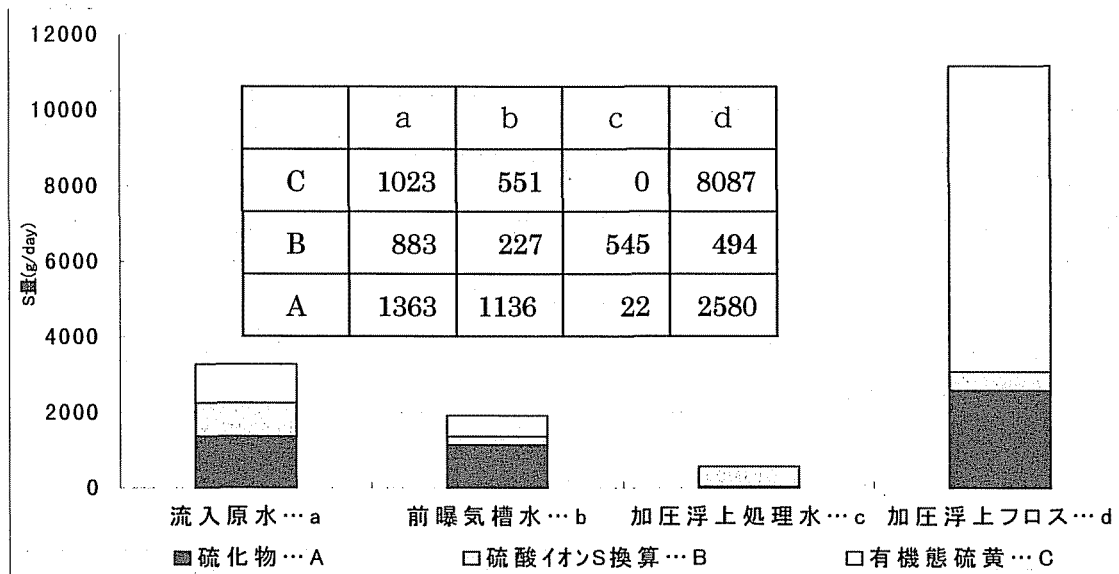 12000
10000
8000
6000
4000
2000
0
S量(g/day)
a b c d
C 1023 551 0 8087
B 883 227 545 494
A 1363 1136 22 2580
流入原水…a 前曝気槽水…b 加圧浮上処理水…c 加圧浮上フロス…d
硫化物…A 硫酸イオンS換算…B 有機態硫黄…C